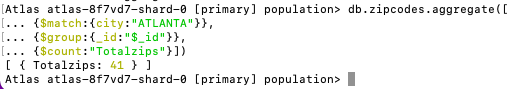 [Atlas atlas-8f7vd7-shard-0 [primary] population> db.zipcodes.aggregate([
[... {$match:{city:"ATLANTA"}},
[... {$group:{_id:"$_id"}},
[... {$count:"Totalzips"}])
[ { Totalzips: 41 } ]
Atlas atlas-8f7vd7-shard-0 [primary] population>